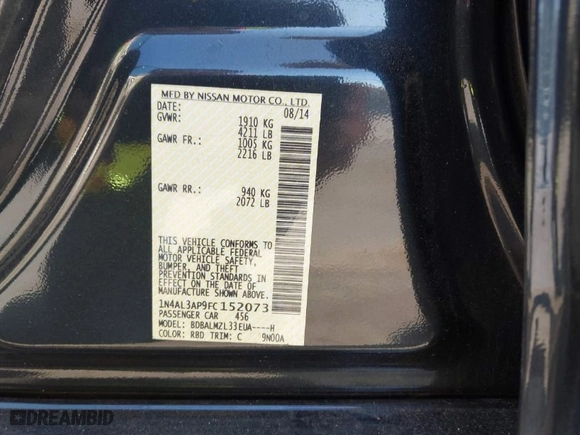 MFD BY NISSAN MOTOR CO., LTD.
DATE: 08/14
GVWR: 1910 KG
4211 LB
GAWR FR.: 1005 KG
2216 LB
GAWR RR.: 940 KG
2072 LB
THIS VEHICLE CONFORMS TO
ALL APPLICABLE FEDERAL
MOTOR VEHICLE SAFETY,
BUMPER, AND THEFT
PREVENTION STANDARDS IN
EFFECT ON THE DATE OF
MANUFACTURE SHOWN ABOVE.
1N4AL3AP9FC152073
PASSENGER CAR 456
MODEL: BDBALMZL33EUA----H
COLOR: RBD TRIM: C 9N00A
DREAMBID